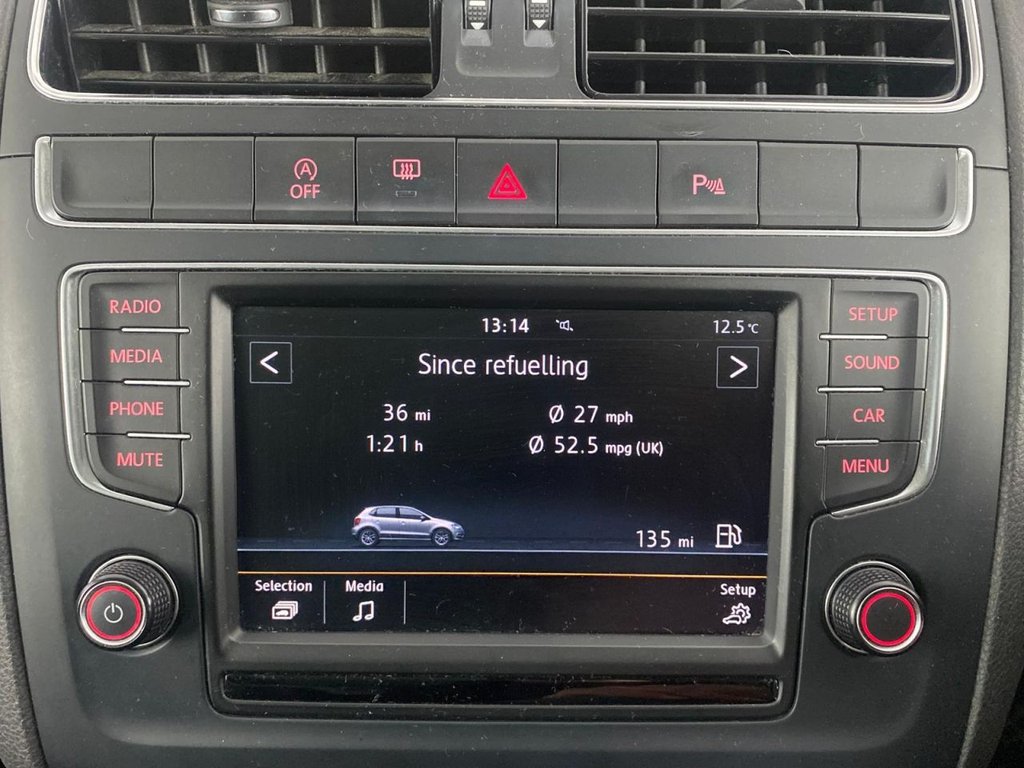 A
OFF
P
RADIO
MEDIA
PHONE
MUTE
13:14
12.5 °C
<
Since refuelling
>
36 mi
Ø 27 mph
1:21 h
Ø 52.5 mpg (UK)
135 mi
Selection
Media
Setup
SETUP
SOUND
CAR
MENU